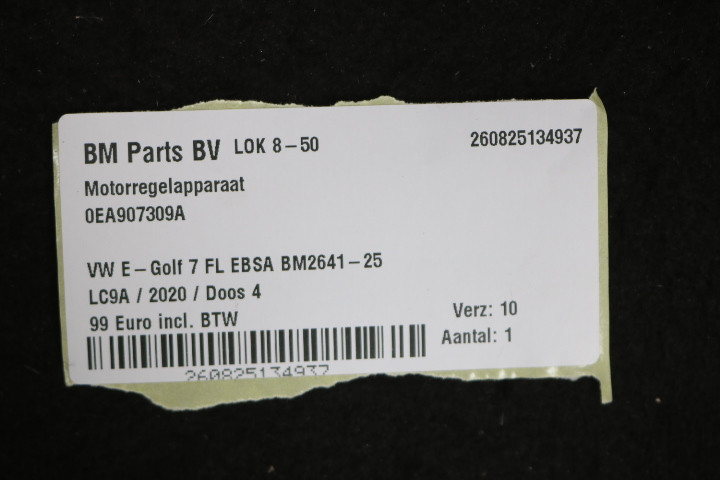 BM Parts BV LOK 8-50 260825134937
Motorregelapparaat
0EA907309A
VW E-Golf 7 FL EBSA BM2641-25
LC9A / 2020 / Doos 4
99 Euro incl. BTW
Verz: 10
Aantal: 1
260825134937